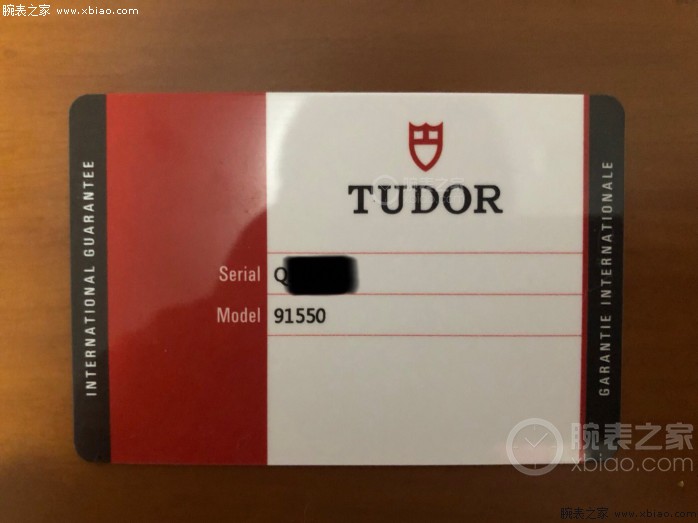 腕表之家
www.xbiao.com
TUDOR
INTERNATIONAL GUARANTEE
Serial Q
Model 91550
GARANTIE INTERNATIONALE
腕表之家
xbiao.com
腕表之家 www.xbiao.com